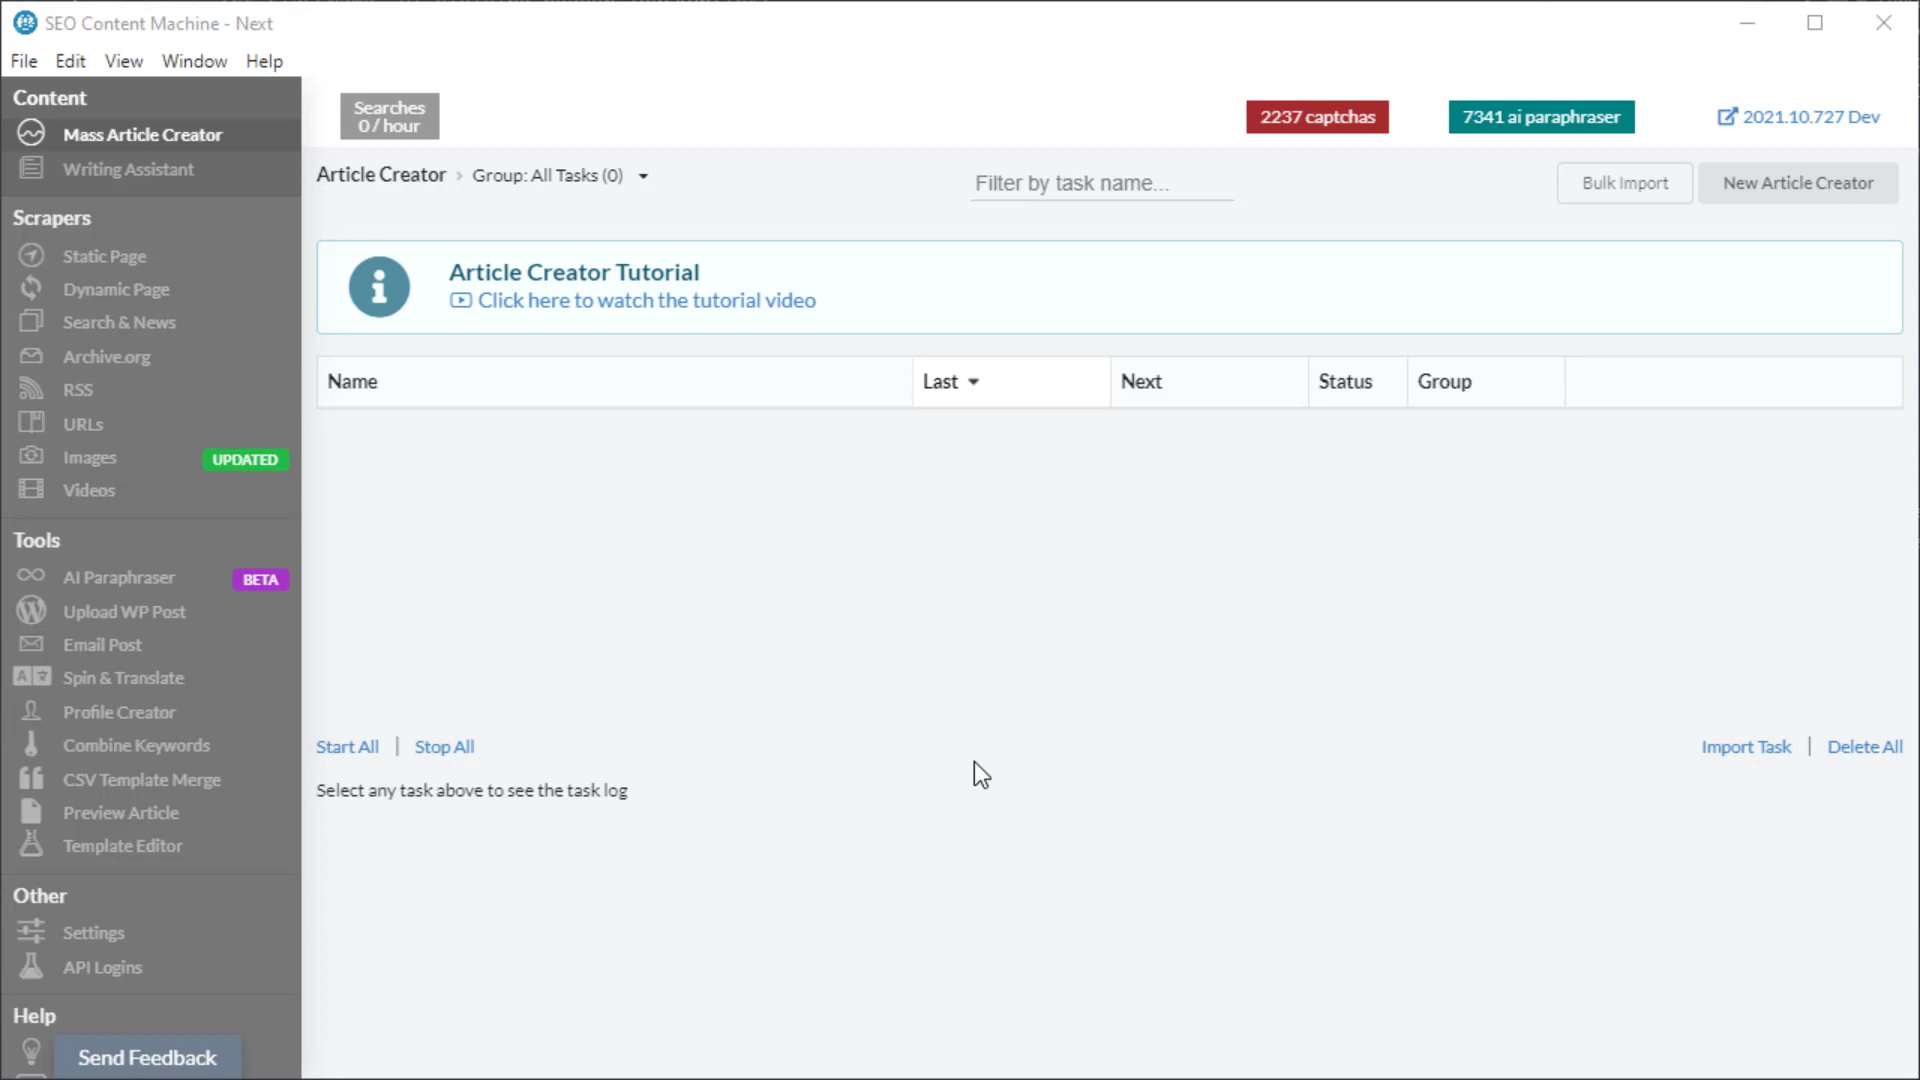 SEO Content Machine - Next
File Edit View Window Help
Content
Mass Article Creator
Writing Assistant
Scrapers
Static Page
Dynamic Page
Search & News
Archive.org
RSS
URLs
Images UPDATED
Videos
Tools
AI Paraphraser BETA
Upload WP Post
Email Post
Spin & Translate
Profile Creator
Combine Keywords
CSV Template Merge
Preview Article
Template Editor
Other
Settings
API Logins
Help
Send Feedback
Searches
0 / hour
2237 captchas
7341 ai paraphraser
2021.10.727 Dev
Article Creator › Group: All Tasks (0)
Filter by task name...
Bulk Import
New Article Creator
Article Creator Tutorial
Click here to watch the tutorial video
Name Last Next Status Group
Start All | Stop All
Import Task | Delete All
Select any task above to see the task log